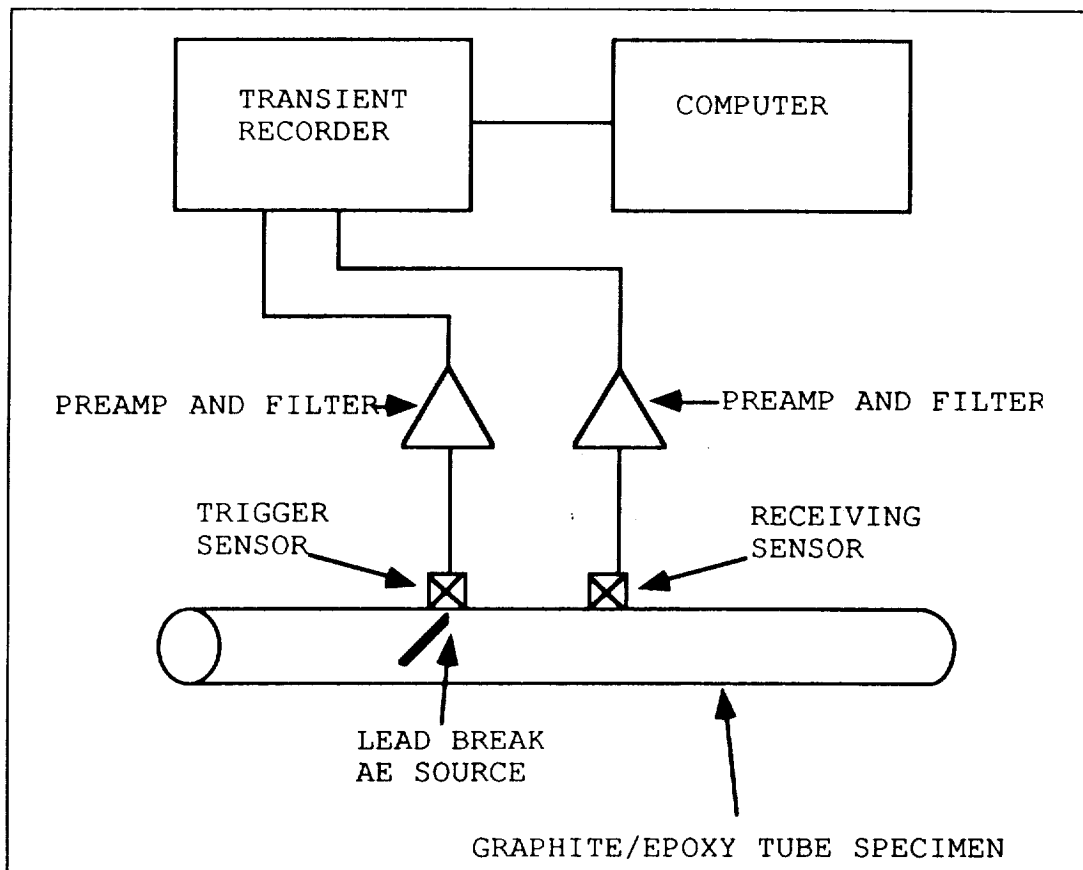 TRANSIENT
RECORDER
COMPUTER
PREAMP AND FILTER
PREAMP AND FILTER
TRIGGER
SENSOR
RECEIVING
SENSOR
LEAD BREAK
AE SOURCE
GRAPHITE/EPOXY TUBE SPECIMEN